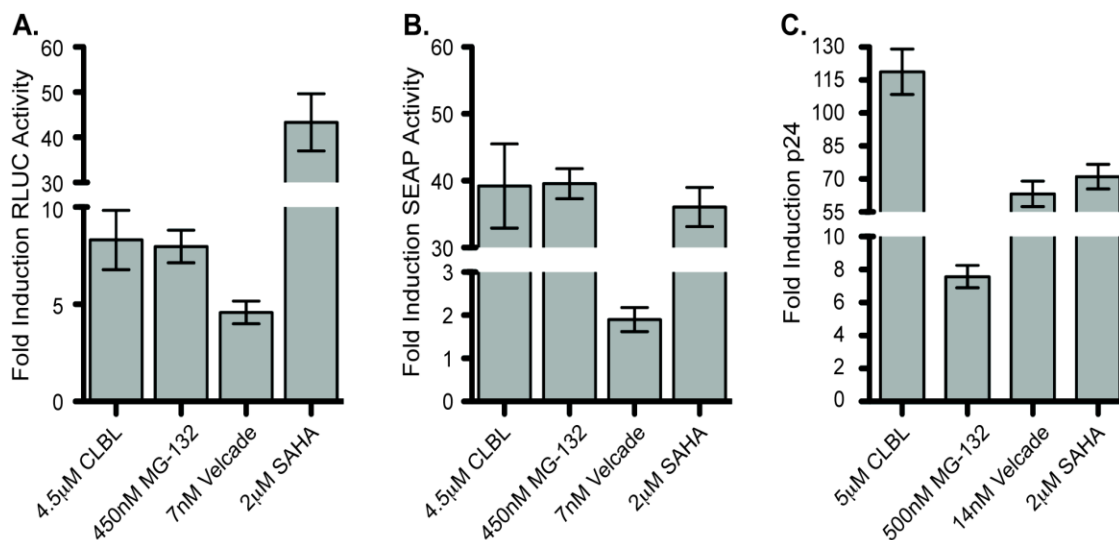 A.
Fold Induction RLUC Activity
60
50
40
30
10
5
0
4.5µM CLBL
450nM MG-132
7nM Velcade
2µM SAHA
B.
Fold Induction SEAP Activity
60
50
40
30
3
2
1
0
4.5µM CLBL
450nM MG-132
7nM Velcade
2µM SAHA
C.
Fold Induction p24
130
115
100
85
70
55
10
8
6
4
2
0
5µM CLBL
500nM MG-132
14nM Velcade
2µM SAHA